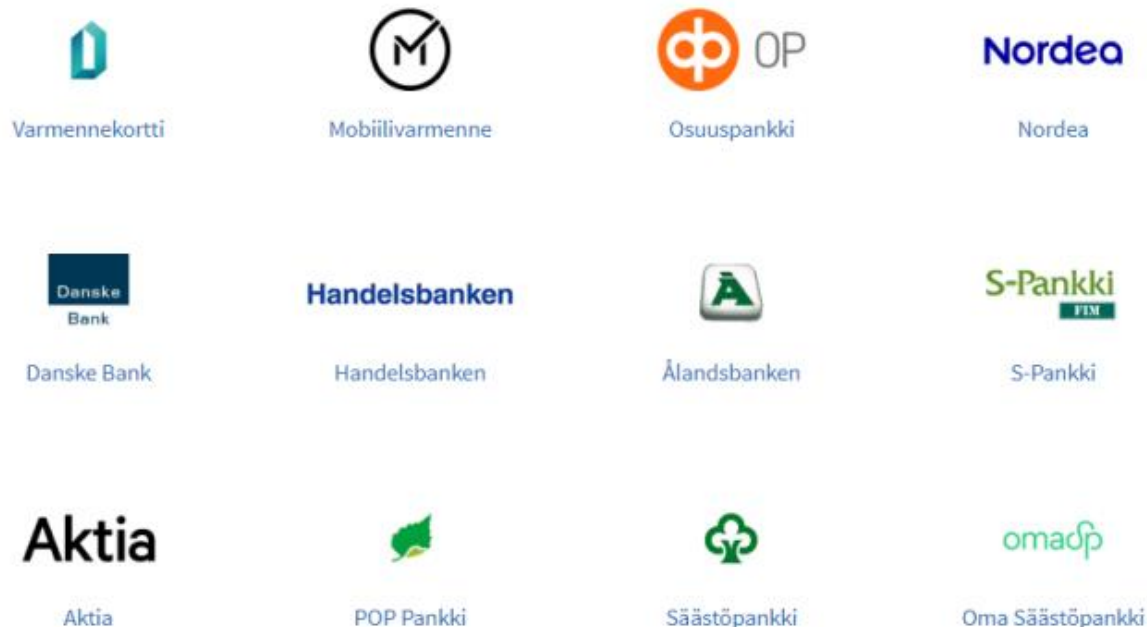 OP
Nordea
Varmennekortti
Mobiilivarmenne
Osuuspankki
Nordea
Danske
Bank
Handelsbanken
S-Pankki
FIM
Danske Bank
Handelsbanken
Ålandsbanken
S-Pankki
Aktia
omasp
Aktia
POP Pankki
Säästöpankki
Oma Säästöpankki